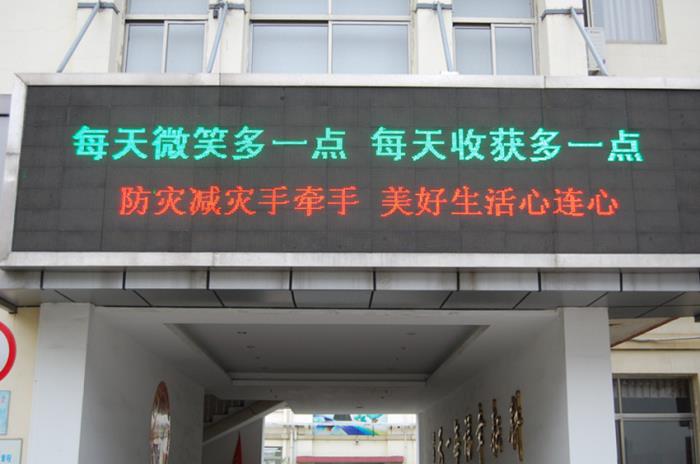 每天微笑多一点 每天收获多一点
防灾减灾手牵手 美好生活心连心